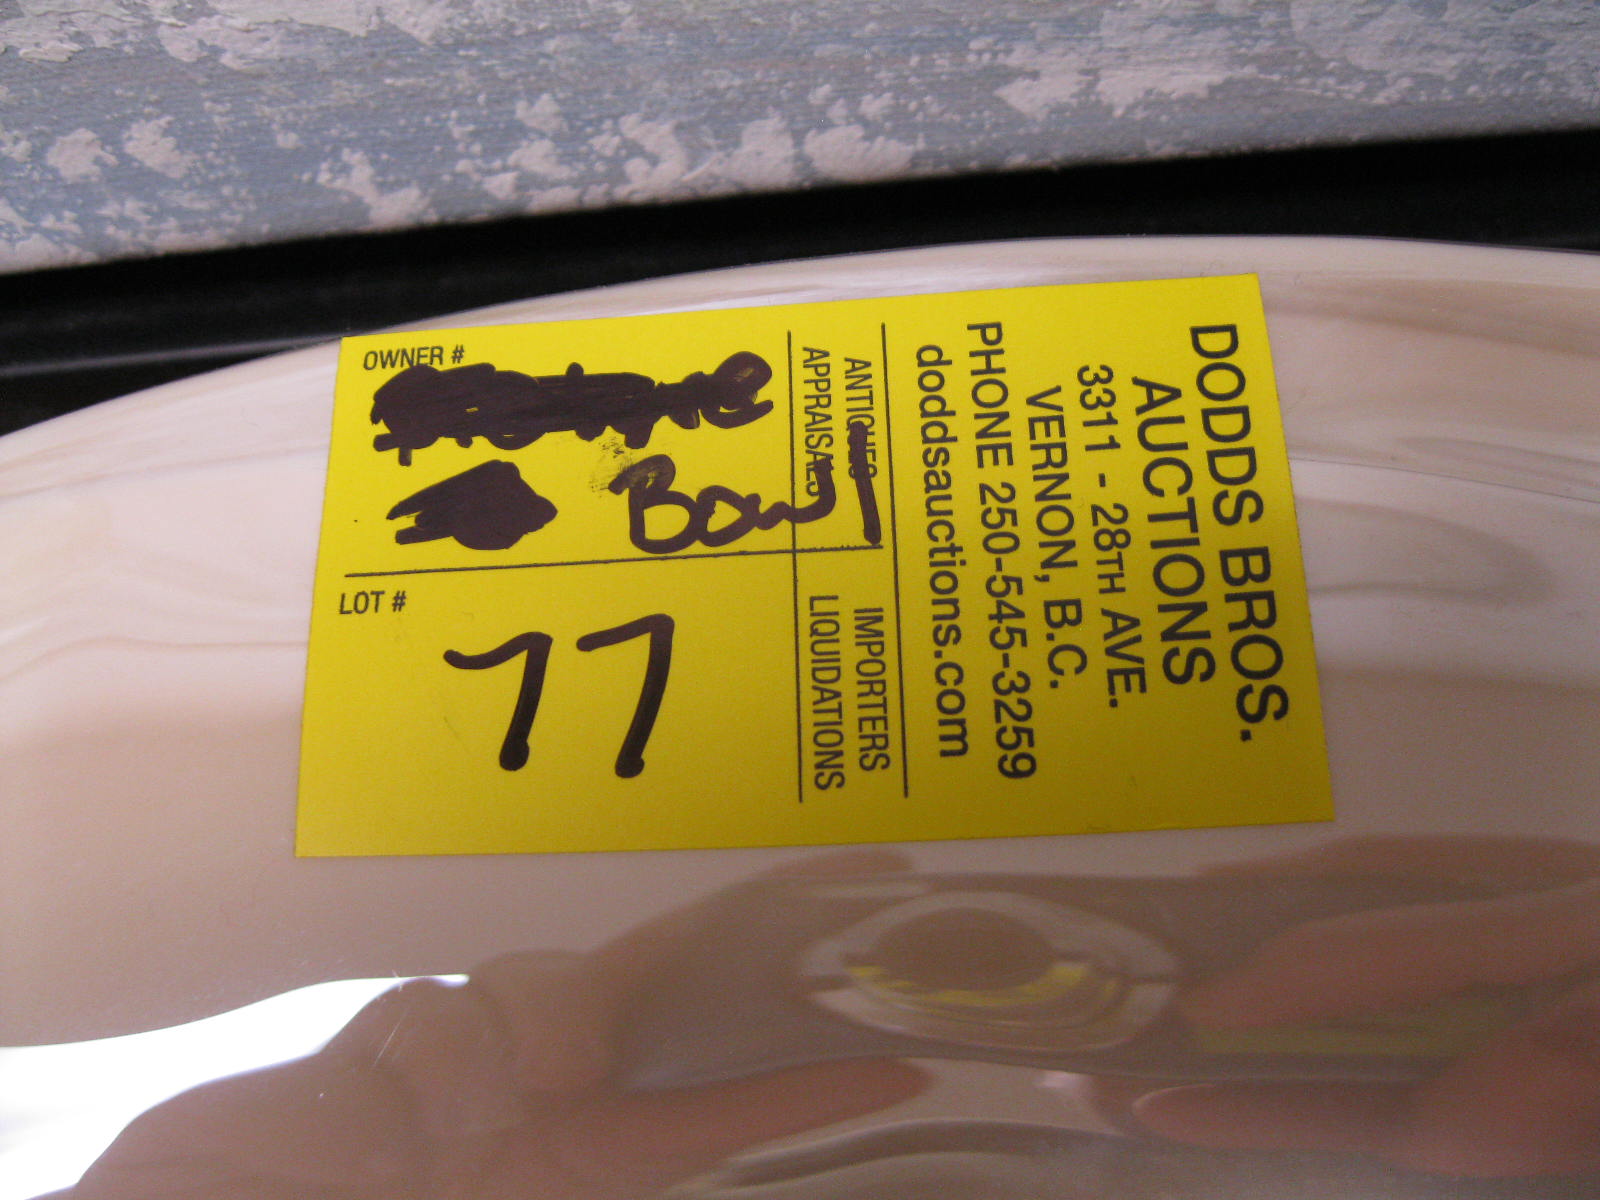 DODDS BROS.
AUCTIONS
3311 - 28TH AVE.
VERNON, B.C.
PHONE 250-545-3259
doddsauctions.com
ANTIQUES
APPRAISALS
IMPORTERS
LIQUIDATIONS
OWNER #
LOT #
77